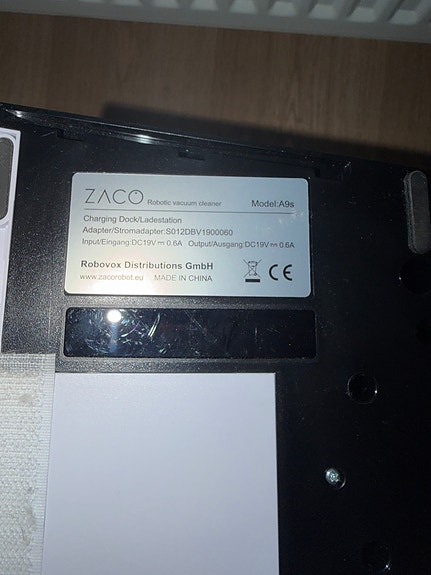 ZACO Robotic vacuum cleaner Model:A9s
Charging Dock/Ladestation
Adapter/Stromadapter:S012DBV1900060
Input/Eingang:DC19V⎓0.6A Output/Ausgang:DC19V⎓0.6A
Robovox Distributions GmbH
www.zacorobot.eu MADE IN CHINA
CE